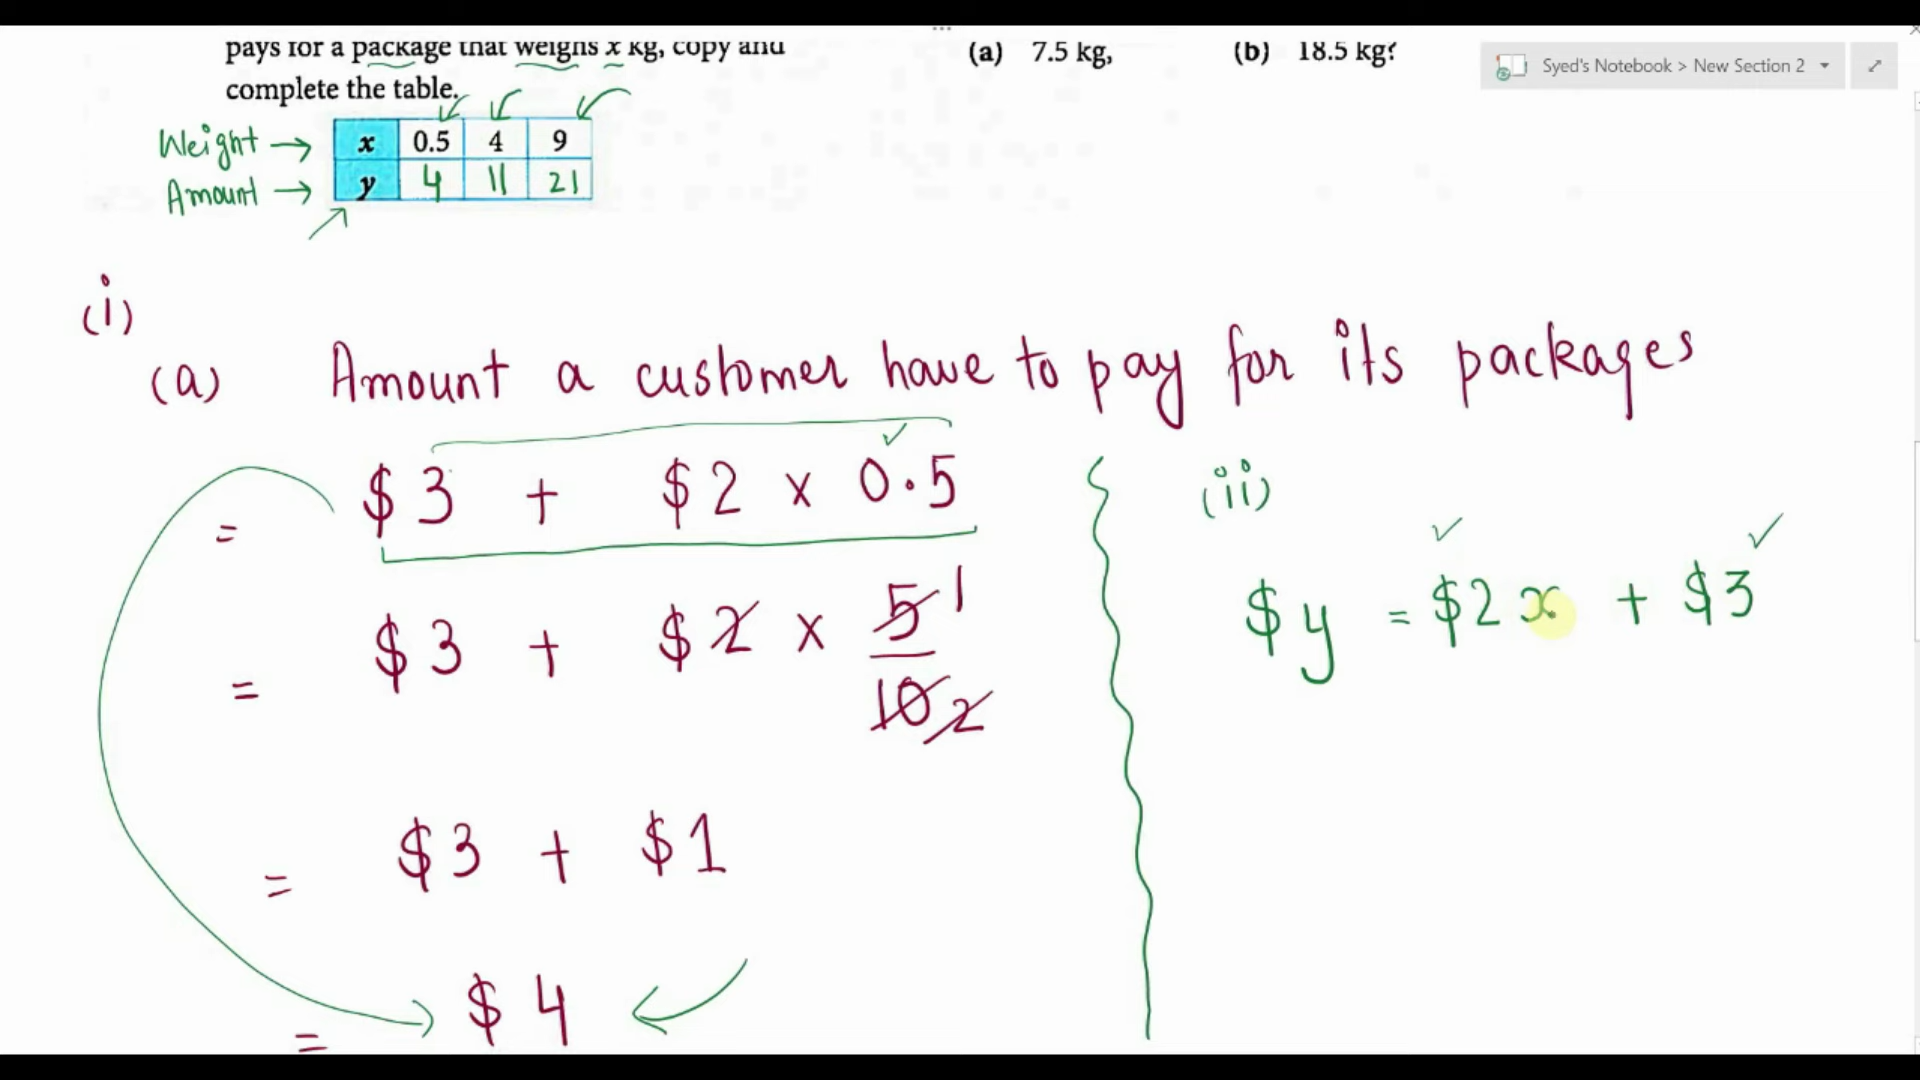 pays for a package that weighs x kg, copy and
complete the table.
(a) 7.5 kg,
(b) 18.5 kg?
Syed's Notebook > New Section 2
Weight → x 0.5 4 9
Amount → y 4 11 21
(i)
(a) Amount a customer have to pay for its packages
= $3 + $2 x 0.5
= $3 + $2 x 5/10 1 2
= $3 + $1
= $4
(ii)
$y = $2x + $3